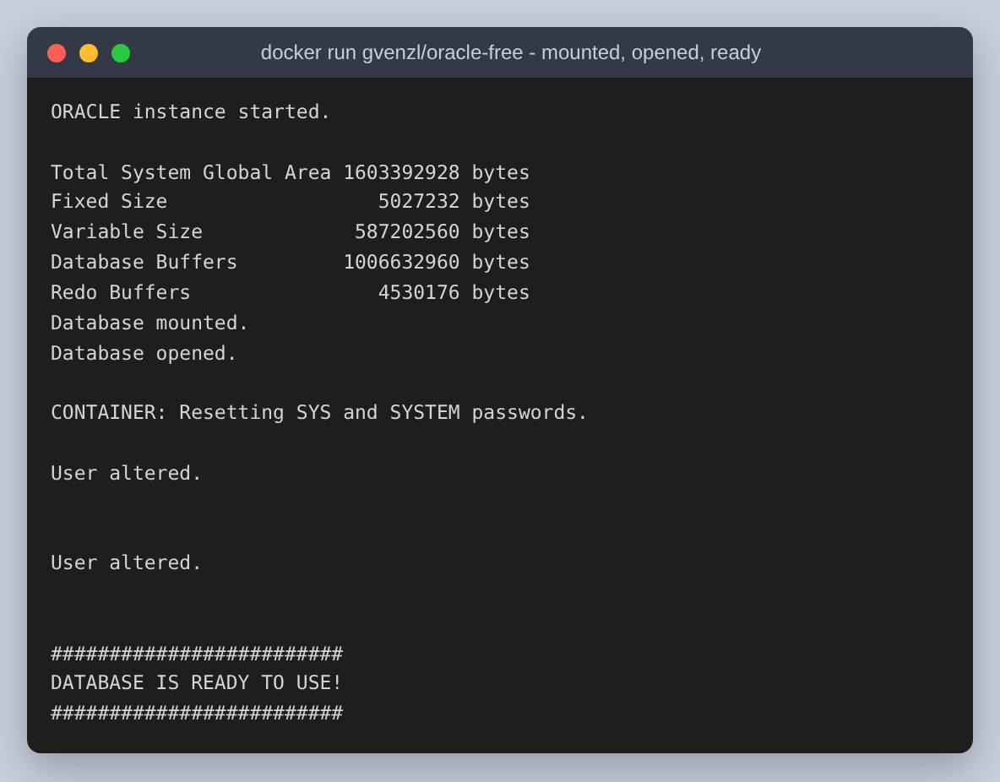 docker run gvenzl/oracle-free - mounted, opened, ready
ORACLE instance started.
Total System Global Area 1603392928 bytes
Fixed Size                  5027232 bytes
Variable Size             587202560 bytes
Database Buffers         1006632960 bytes
Redo Buffers                4530176 bytes
Database mounted.
Database opened.
CONTAINER: Resetting SYS and SYSTEM passwords.
User altered.
User altered.
#########################
DATABASE IS READY TO USE!
#########################